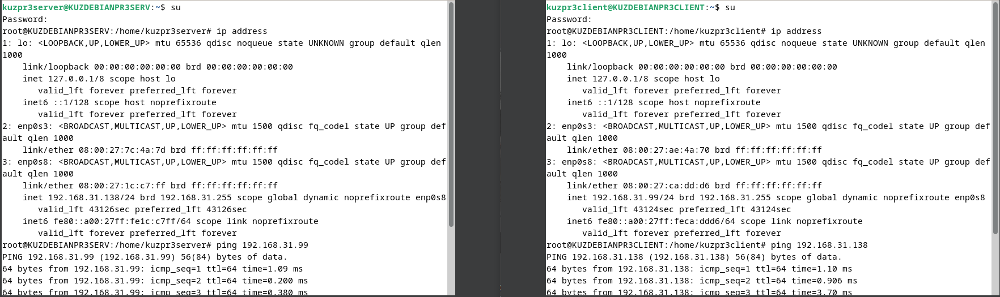 kuzpr3server@KUZDEBIANPR3SERV:~$ su
Password:
root@KUZDEBIANPR3SERV:/home/kuzpr3server# ip address
1: lo: <LOOPBACK,UP,LOWER_UP> mtu 65536 qdisc noqueue state UNKNOWN group default qlen
1000
    link/loopback 00:00:00:00:00:00 brd 00:00:00:00:00:00
    inet 127.0.0.1/8 scope host lo
       valid_lft forever preferred_lft forever
    inet6 ::1/128 scope host noprefixroute
       valid_lft forever preferred_lft forever
2: enp0s3: <BROADCAST,MULTICAST,UP,LOWER_UP> mtu 1500 qdisc fq_codel state UP group def
ault qlen 1000
    link/ether 08:00:27:7c:4a:7d brd ff:ff:ff:ff:ff:ff
3: enp0s8: <BROADCAST,MULTICAST,UP,LOWER_UP> mtu 1500 qdisc fq_codel state UP group def
ault qlen 1000
    link/ether 08:00:27:1c:c7:ff brd ff:ff:ff:ff:ff:ff
    inet 192.168.31.138/24 brd 192.168.31.255 scope global dynamic noprefixroute enp0s8
       valid_lft 43126sec preferred_lft 43126sec
    inet6 fe80::a00:27ff:fe1c:c7ff/64 scope link noprefixroute
       valid_lft forever preferred_lft forever
root@KUZDEBIANPR3SERV:/home/kuzpr3server# ping 192.168.31.99
PING 192.168.31.99 (192.168.31.99) 56(84) bytes of data.
64 bytes from 192.168.31.99: icmp_seq=1 ttl=64 time=1.09 ms
64 bytes from 192.168.31.99: icmp_seq=2 ttl=64 time=0.200 ms
64 bytes from 192.168.31.99: icmp_seq=3 ttl=64 time=0.380 ms
kuzpr3client@KUZDEBIANPR3CLIENT:~$ su
Password:
root@KUZDEBIANPR3CLIENT:/home/kuzpr3client# ip address
1: lo: <LOOPBACK,UP,LOWER_UP> mtu 65536 qdisc noqueue state UNKNOWN group default qlen
1000
    link/loopback 00:00:00:00:00:00 brd 00:00:00:00:00:00
    inet 127.0.0.1/8 scope host lo
       valid_lft forever preferred_lft forever
    inet6 ::1/128 scope host noprefixroute
       valid_lft forever preferred_lft forever
2: enp0s3: <BROADCAST,MULTICAST,UP,LOWER_UP> mtu 1500 qdisc fq_codel state UP group def
ault qlen 1000
    link/ether 08:00:27:ae:4a:70 brd ff:ff:ff:ff:ff:ff
3: enp0s8: <BROADCAST,MULTICAST,UP,LOWER_UP> mtu 1500 qdisc fq_codel state UP group def
ault qlen 1000
    link/ether 08:00:27:ca:dd:d6 brd ff:ff:ff:ff:ff:ff
    inet 192.168.31.99/24 brd 192.168.31.255 scope global dynamic noprefixroute enp0s8
       valid_lft 43124sec preferred_lft 43124sec
    inet6 fe80::a00:27ff:feca:ddd6/64 scope link noprefixroute
       valid_lft forever preferred_lft forever
root@KUZDEBIANPR3CLIENT:/home/kuzpr3client# ping 192.168.31.138
PING 192.168.31.138 (192.168.31.138) 56(84) bytes of data.
64 bytes from 192.168.31.138: icmp_seq=1 ttl=64 time=1.10 ms
64 bytes from 192.168.31.138: icmp_seq=2 ttl=64 time=0.906 ms
64 bytes from 192.168.31.138: icmp_seq=3 ttl=64 time=3.70 ms